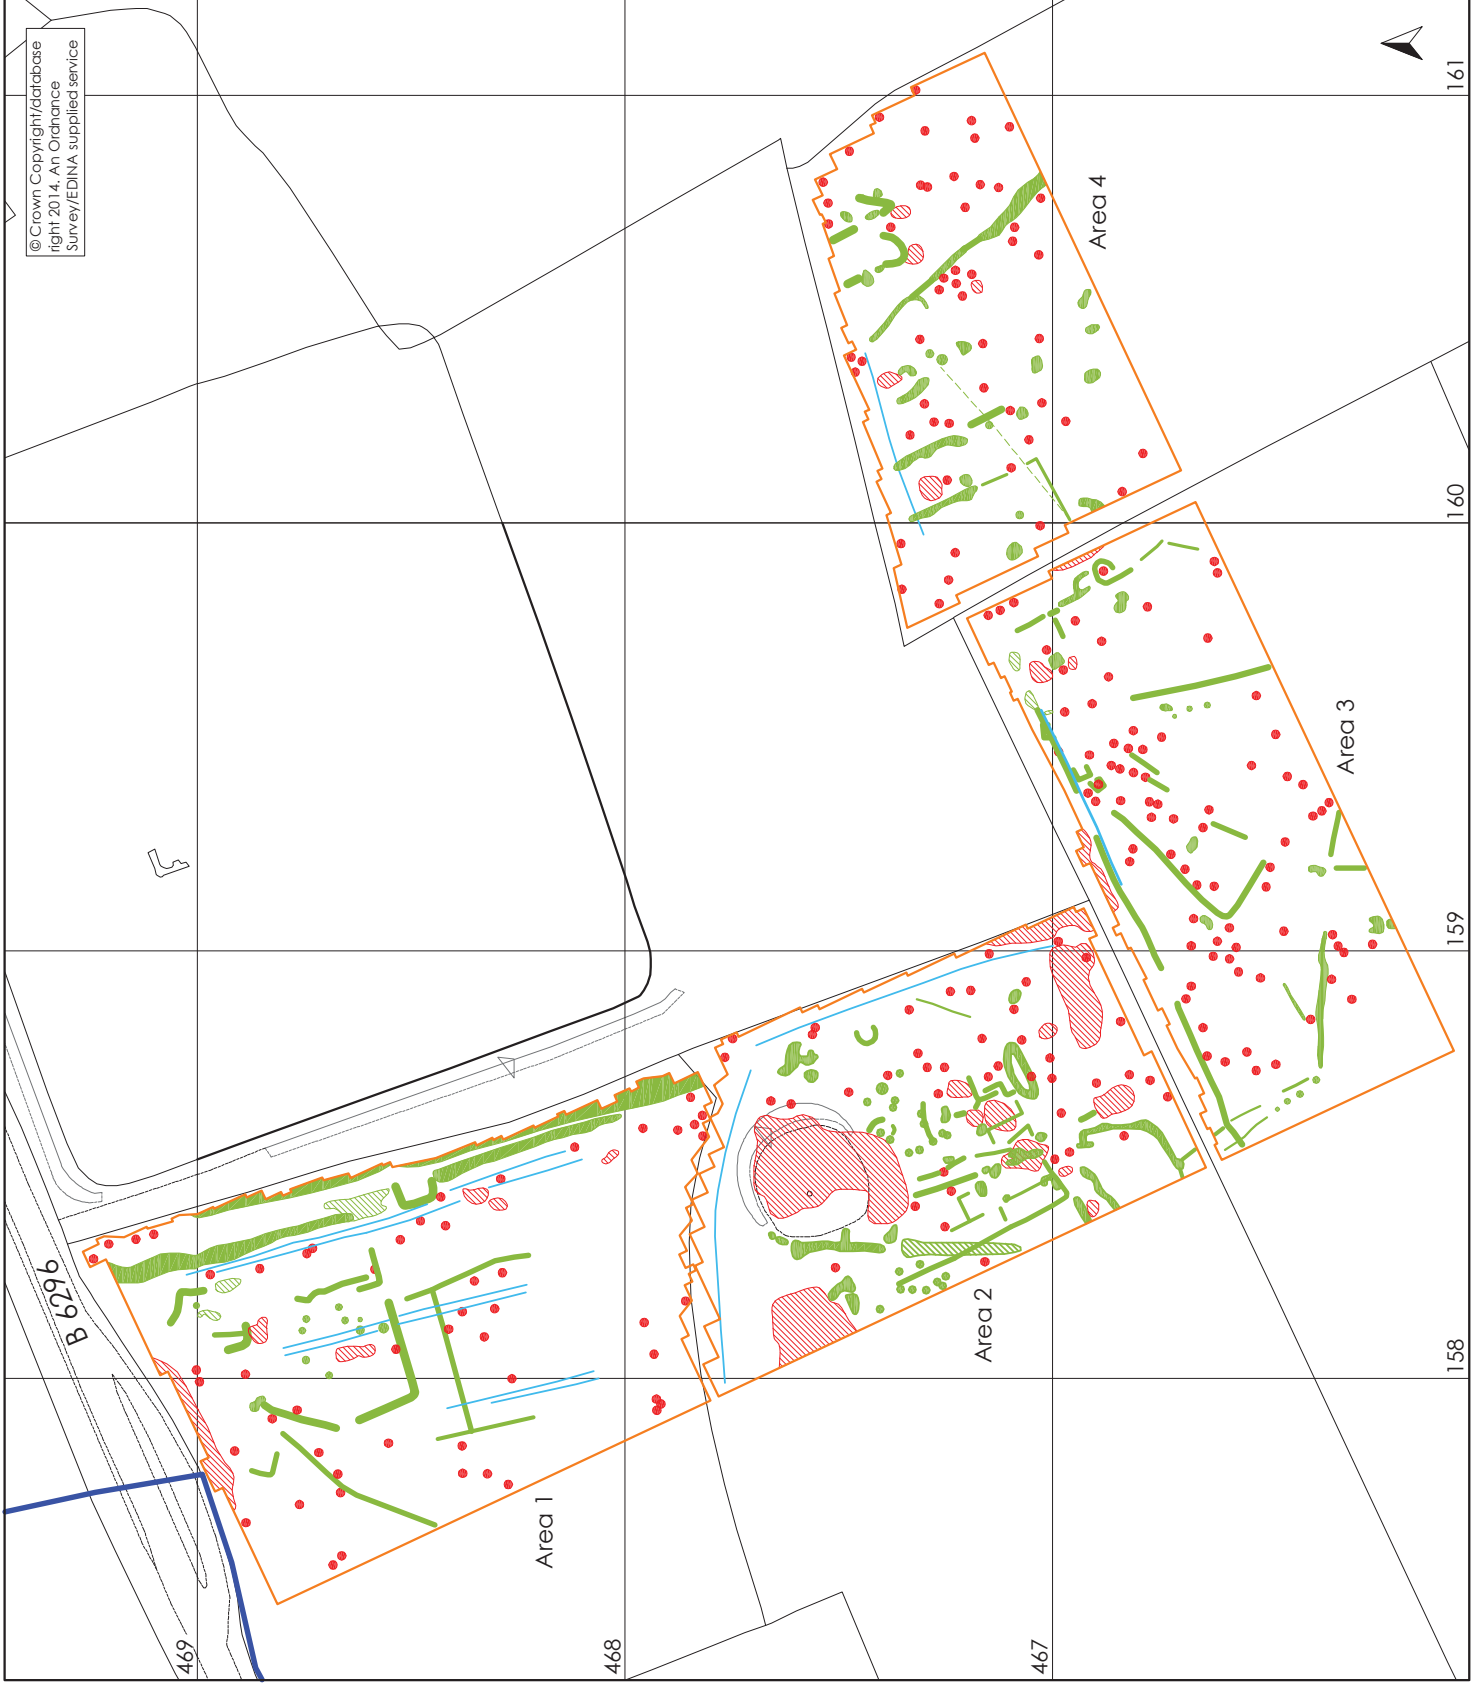 © Crown Copyright/database
right 2014. An Ordnance
Survey/EDINA supplied service
B 6296
Area 1
Area 2
Area 3
Area 4
469
468
467
158
159
160
161